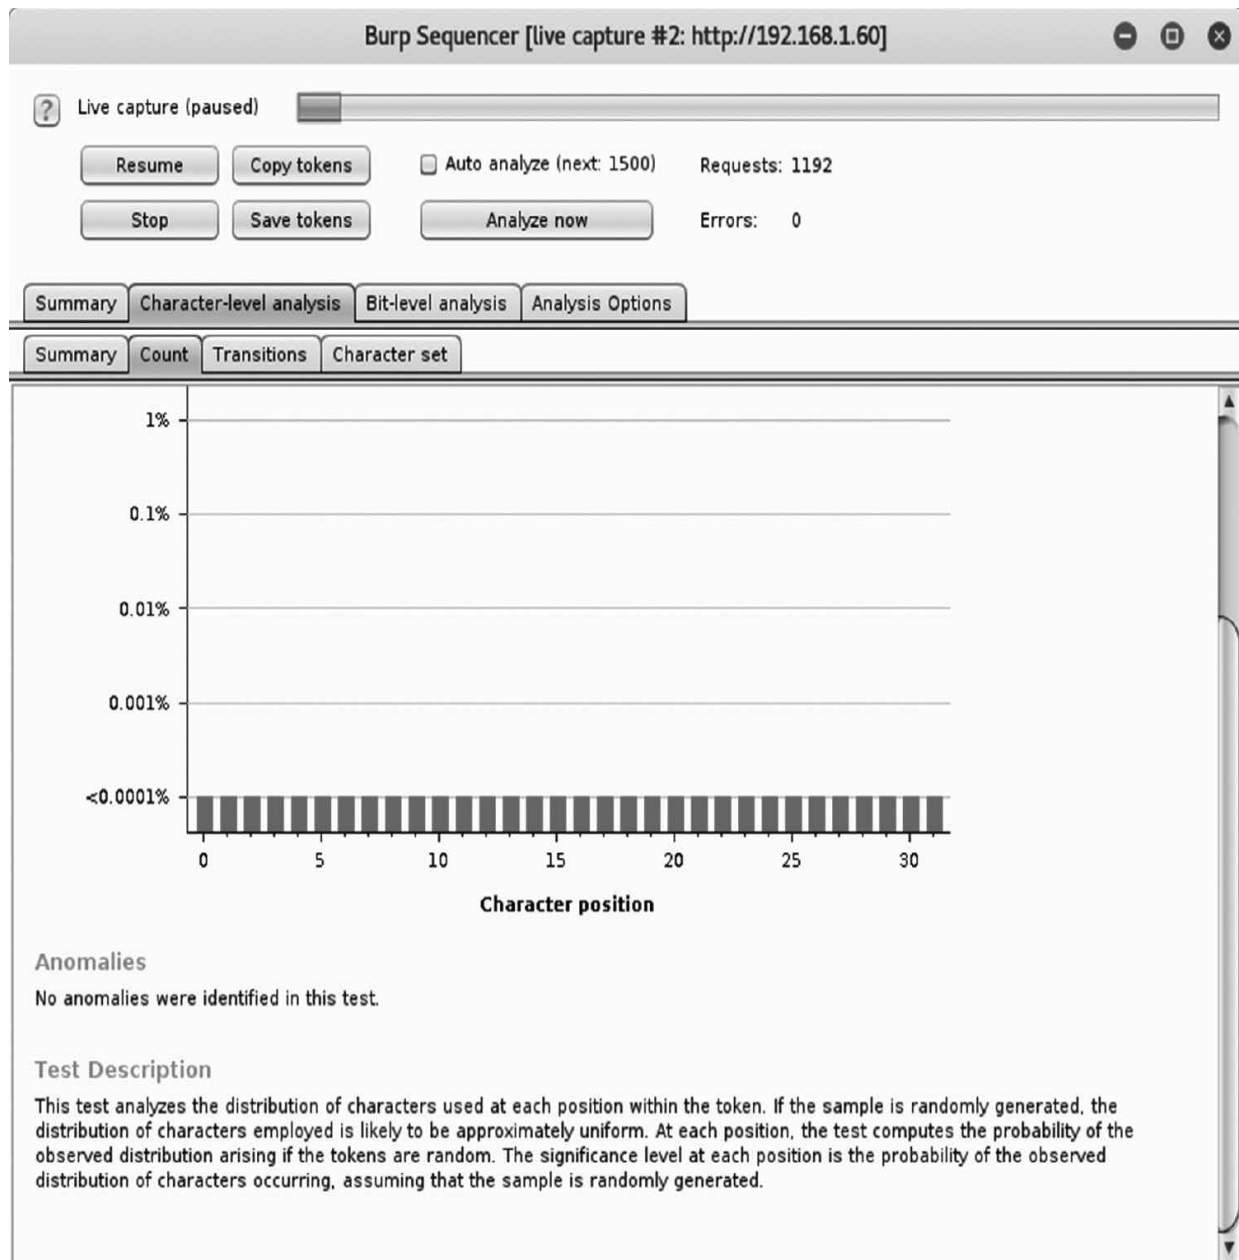 Burp Sequencer [live capture #2: http://192.168.1.60]
? Live capture (paused)
Resume Copy tokens Auto analyze (next: 1500) Requests: 1192
Stop Save tokens Analyze now Errors: 0
Summary Character-level analysis Bit-level analysis Analysis Options
Summary Count Transitions Character set
1%
0.1%
0.01%
0.001%
<0.0001%
0 5 10 15 20 25 30
Character position
Anomalies
No anomalies were identified in this test.
Test Description
This test analyzes the distribution of characters used at each position within the token. If the sample is randomly generated, the
distribution of characters employed is likely to be approximately uniform. At each position, the test computes the probability of the
observed distribution arising if the tokens are random. The significance level at each position is the probability of the observed
distribution of characters occurring, assuming that the sample is randomly generated.